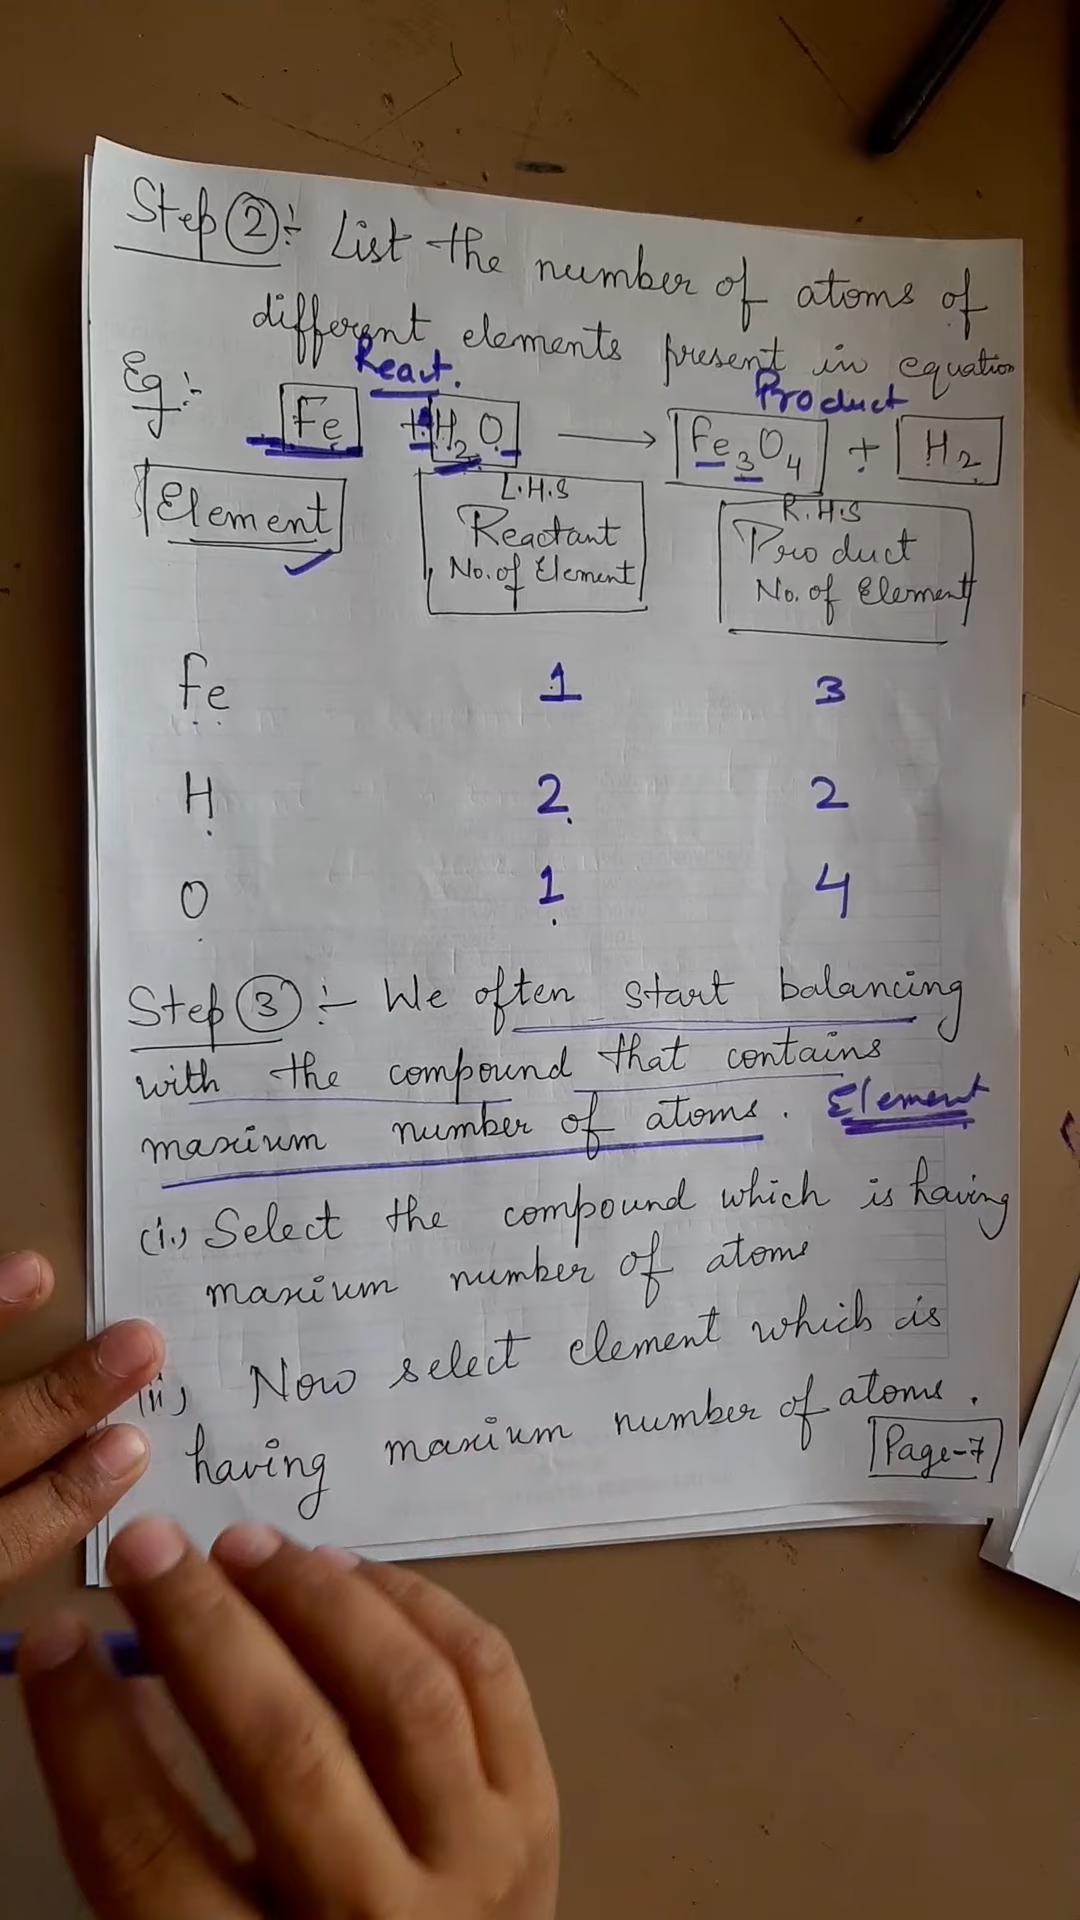 Step ② :- List the number of atoms of
different elements present in equation
React. Product
Eg :- Fe + H2O → Fe3O4 + H2
Element L.H.S Reactant No. of Element R.H.S Product No. of Element
Fe 1 3
H 2 2
O 1 4
Step ③ :- We often start balancing
with the compound that contains
maxium number of atoms. Element
(i.) Select the compound which is having
maxium number of atoms
(ii) Now select element which is
having maxium number of atoms.
Page-7